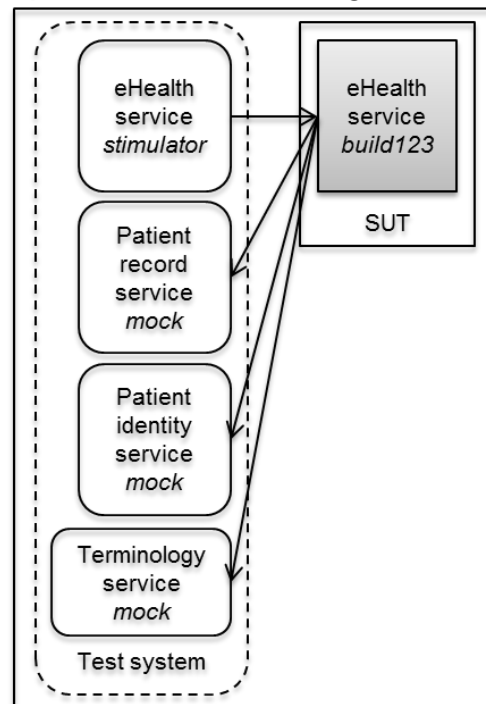 eHealth
service
stimulator
eHealth
service
build123
SUT
Patient
record
service
mock
Patient
identity
service
mock
Terminology
service
mock
Test system